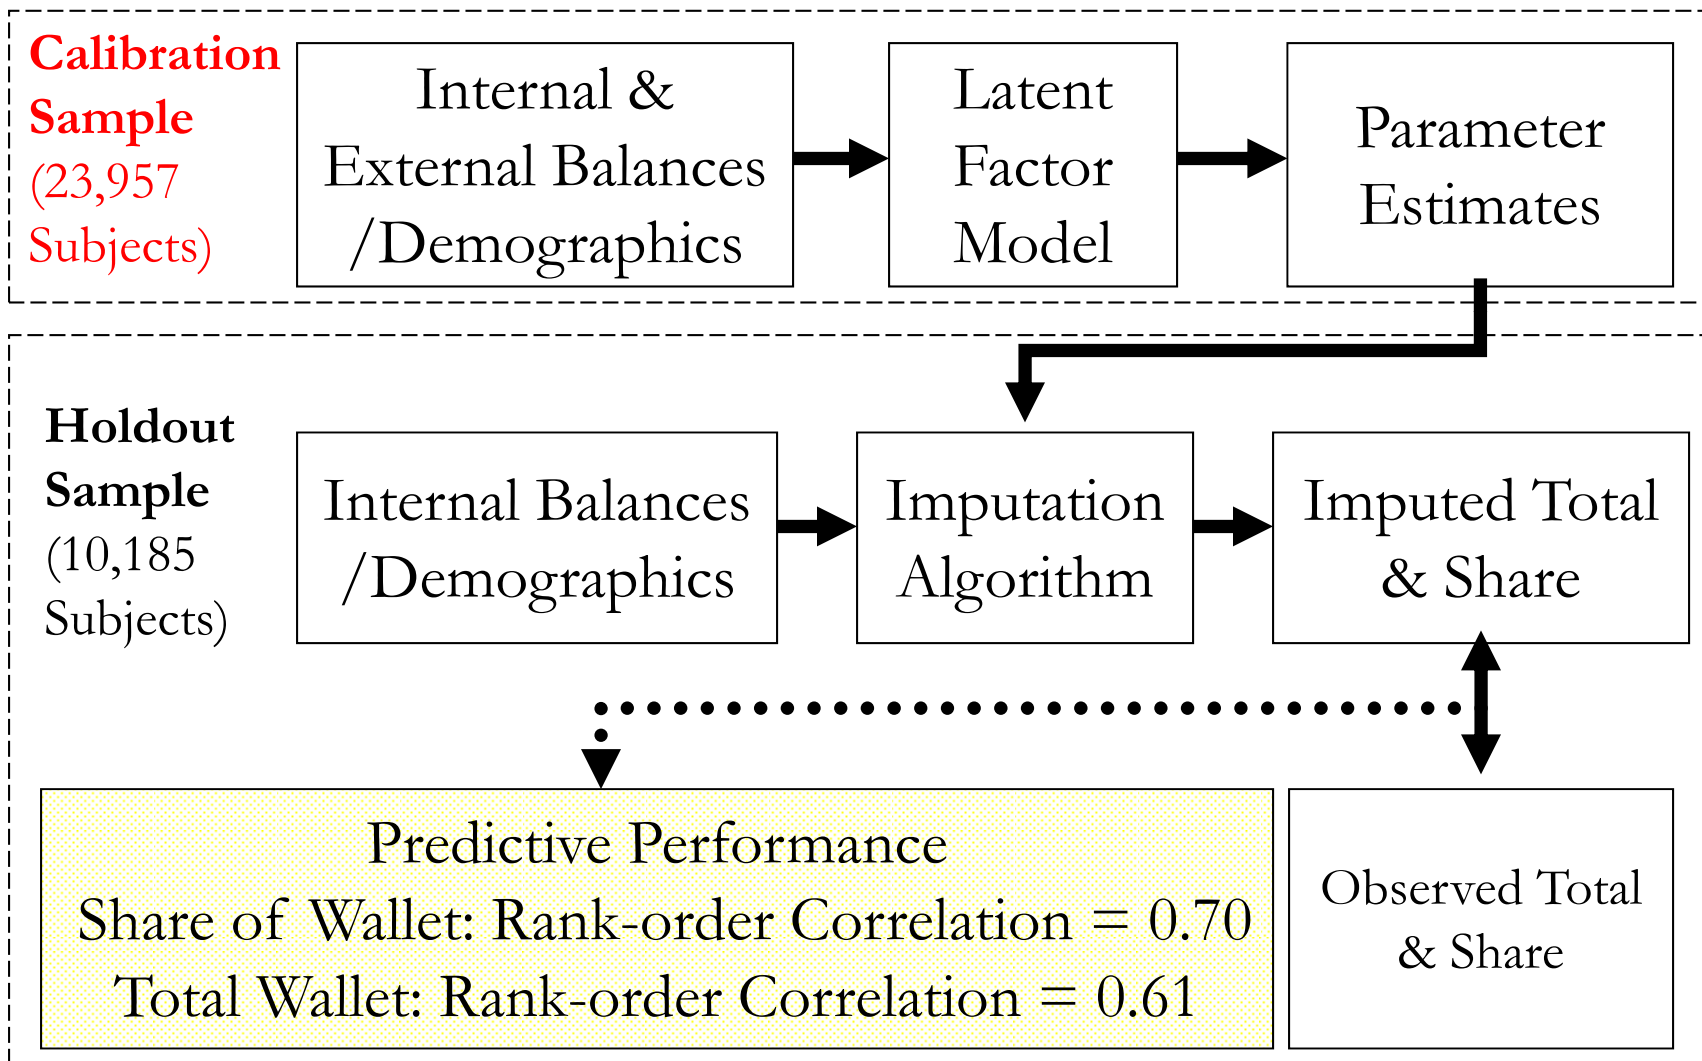 Calibration
Sample
(23,957
Subjects)
Internal &
External Balances
/Demographics
Latent
Factor
Model
Parameter
Estimates
Holdout
Sample
(10,185
Subjects)
Internal Balances
/Demographics
Imputation
Algorithm
Imputed Total
& Share
Predictive Performance
Share of Wallet: Rank-order Correlation = 0.70
Total Wallet: Rank-order Correlation = 0.61
Observed Total
& Share